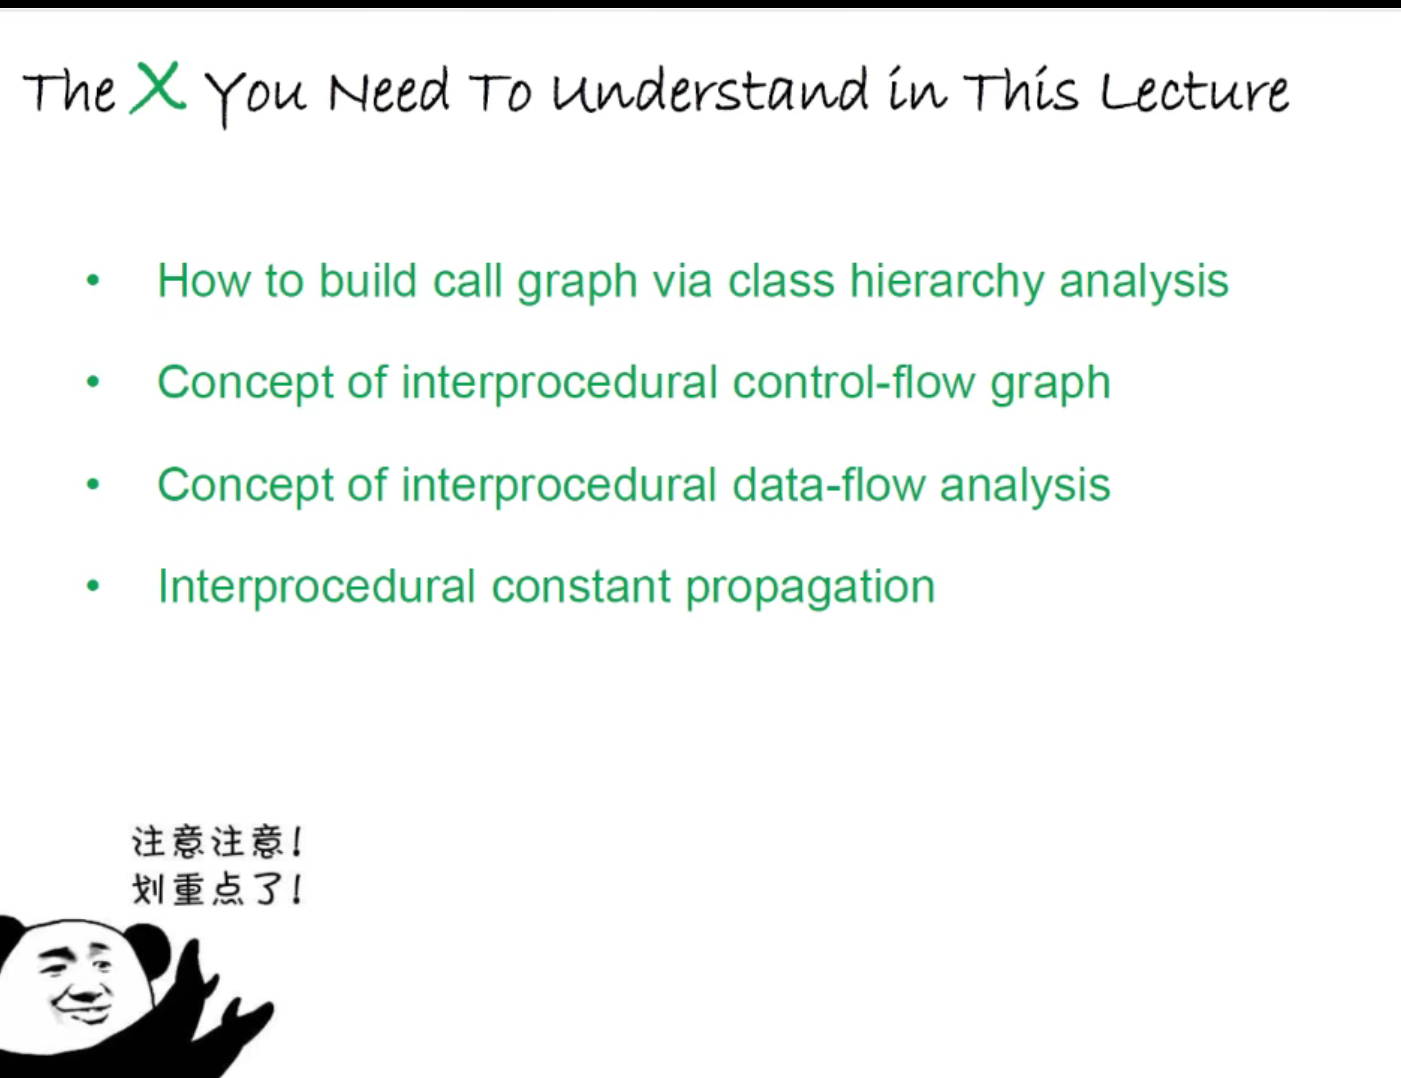 The X You Need To Understand in This Lecture
• How to build call graph via class hierarchy analysis
• Concept of interprocedural control-flow graph
• Concept of interprocedural data-flow analysis
• Interprocedural constant propagation
注意注意!
划重点了!